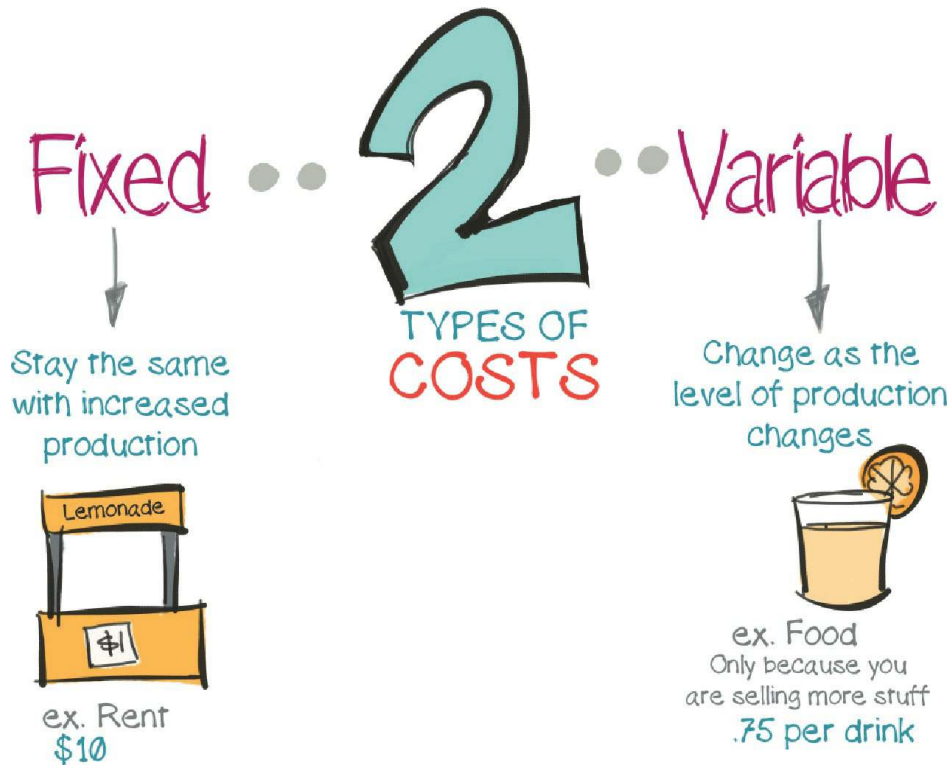 Fixed
2
Variable
TYPES OF
COSTS
Stay the same
with increased
production
Lemonade
$1
ex. Rent
$10
Change as the
level of production
changes
ex. Food
Only because you
are selling more stuff
.75 per drink